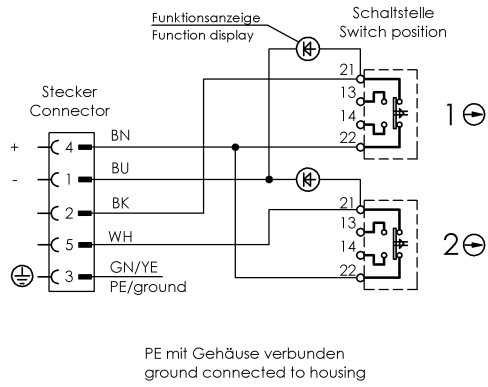 Funktionsanzeige
Function display
Schaltstelle
Switch position
Stecker
Connector
21
13
14
22
1
+
4
BN
-
1
BU
2
BK
5
WH
3
GN/YE
PE/ground
21
13
14
22
2
PE mit Gehäuse verbunden
ground connected to housing